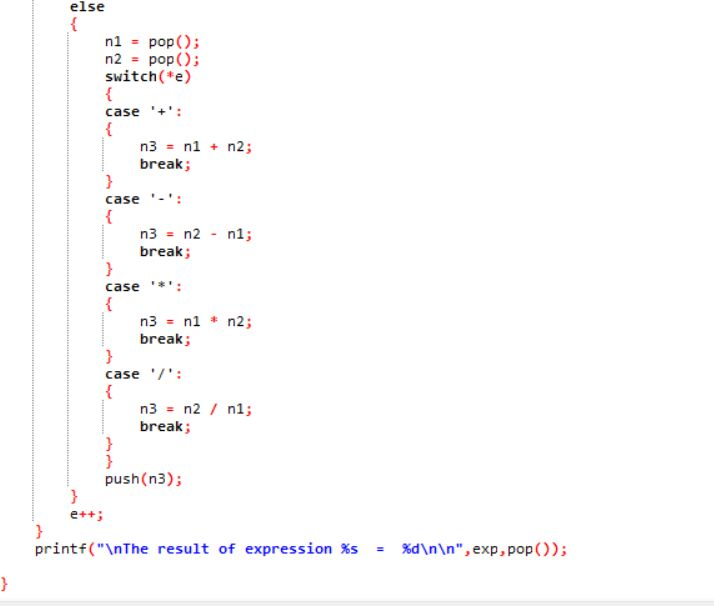 else
{
n1 = pop();
n2 = pop();
switch(*e)
{
case '+':
{
n3 = n1 + n2;
break;
}
case '-':
{
n3 = n2 - n1;
break;
}
case '*':
{
n3 = n1 * n2;
break;
}
case '/':
{
n3 = n2 / n1;
break;
}
}
push(n3);
}
e++;
}
printf("\nThe result of expression %s  =  %d\n\n",exp,pop());
}